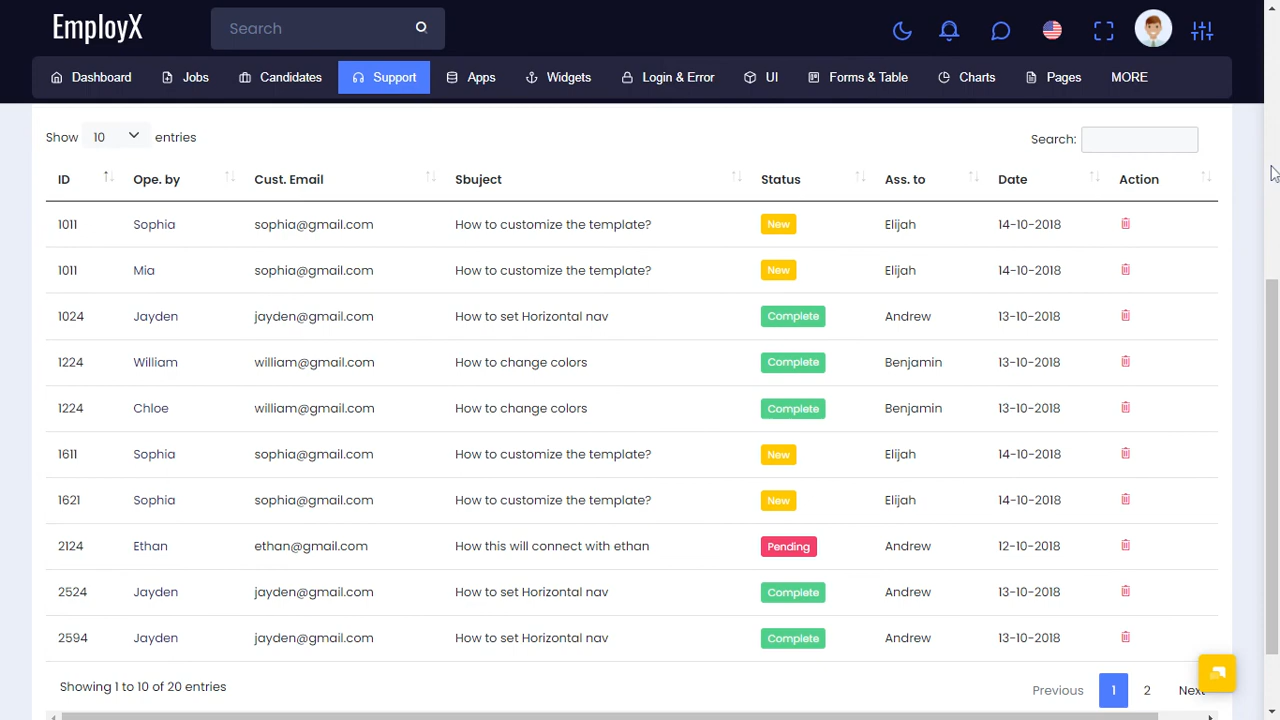 EmployX Search
Dashboard Jobs Candidates Support Apps Widgets Login & Error UI Forms & Table Charts Pages MORE
Show 10 entries Search:
ID Ope. by Cust. Email Sbuject Status Ass. to Date Action
1011 Sophia sophia@gmail.com How to customize the template? New Elijah 14-10-2018
1011 Mia sophia@gmail.com How to customize the template? New Elijah 14-10-2018
1024 Jayden jayden@gmail.com How to set Horizontal nav Complete Andrew 13-10-2018
1224 William william@gmail.com How to change colors Complete Benjamin 13-10-2018
1224 Chloe william@gmail.com How to change colors Complete Benjamin 13-10-2018
1611 Sophia sophia@gmail.com How to customize the template? New Elijah 14-10-2018
1621 Sophia sophia@gmail.com How to customize the template? New Elijah 14-10-2018
2124 Ethan ethan@gmail.com How this will connect with ethan Pending Andrew 12-10-2018
2524 Jayden jayden@gmail.com How to set Horizontal nav Complete Andrew 13-10-2018
2594 Jayden jayden@gmail.com How to set Horizontal nav Complete Andrew 13-10-2018
Showing 1 to 10 of 20 entries Previous 1 2 Next